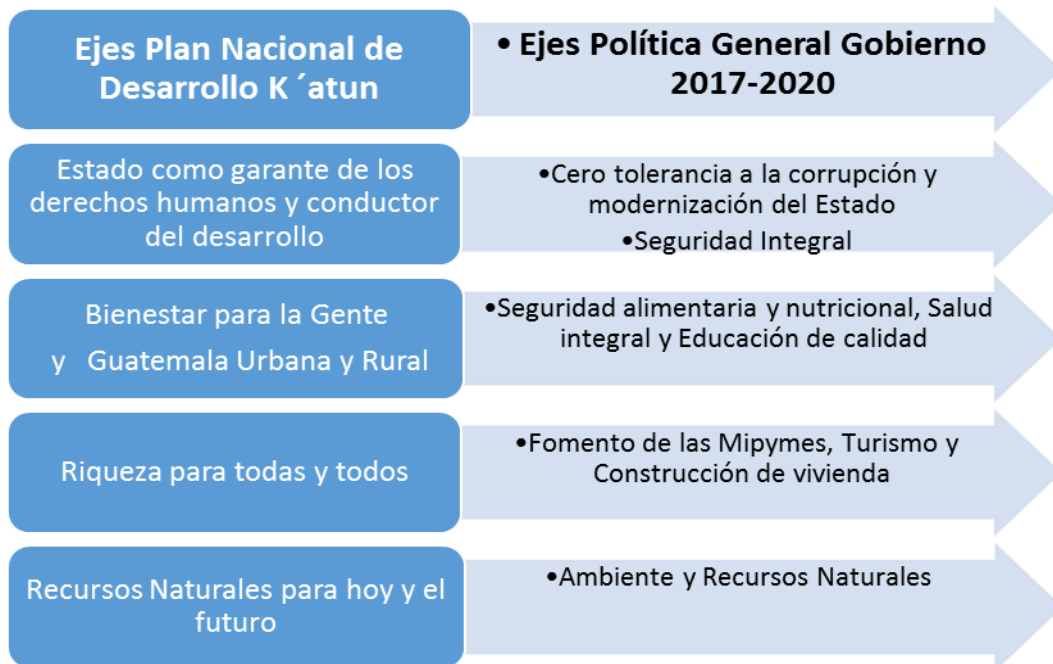 Ejes Plan Nacional de
Desarrollo K ´atun
• Ejes Política General Gobierno
2017-2020
Estado como garante de los
derechos humanos y conductor
del desarrollo
•Cero tolerancia a la corrupción y
modernización del Estado
•Seguridad Integral
Bienestar para la Gente
y Guatemala Urbana y Rural
•Seguridad alimentaria y nutricional, Salud
integral y Educación de calidad
Riqueza para todas y todos
•Fomento de las Mipymes, Turismo y
Construcción de vivienda
Recursos Naturales para hoy y el
futuro
•Ambiente y Recursos Naturales